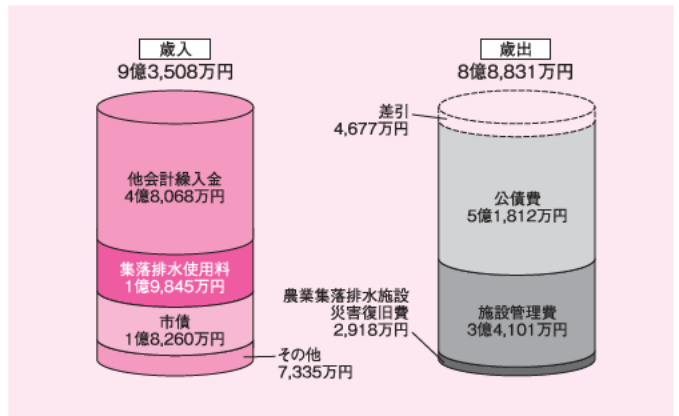 歳入
9億3,508万円
他会計繰入金
4億8,068万円
集落排水使用料
1億9,845万円
市債
1億8,260万円
その他
7,335万円
歳出
8億8,831万円
差引
4,677万円
公債費
5億1,812万円
施設管理費
3億4,101万円
農業集落排水施設
災害復旧費
2,918万円